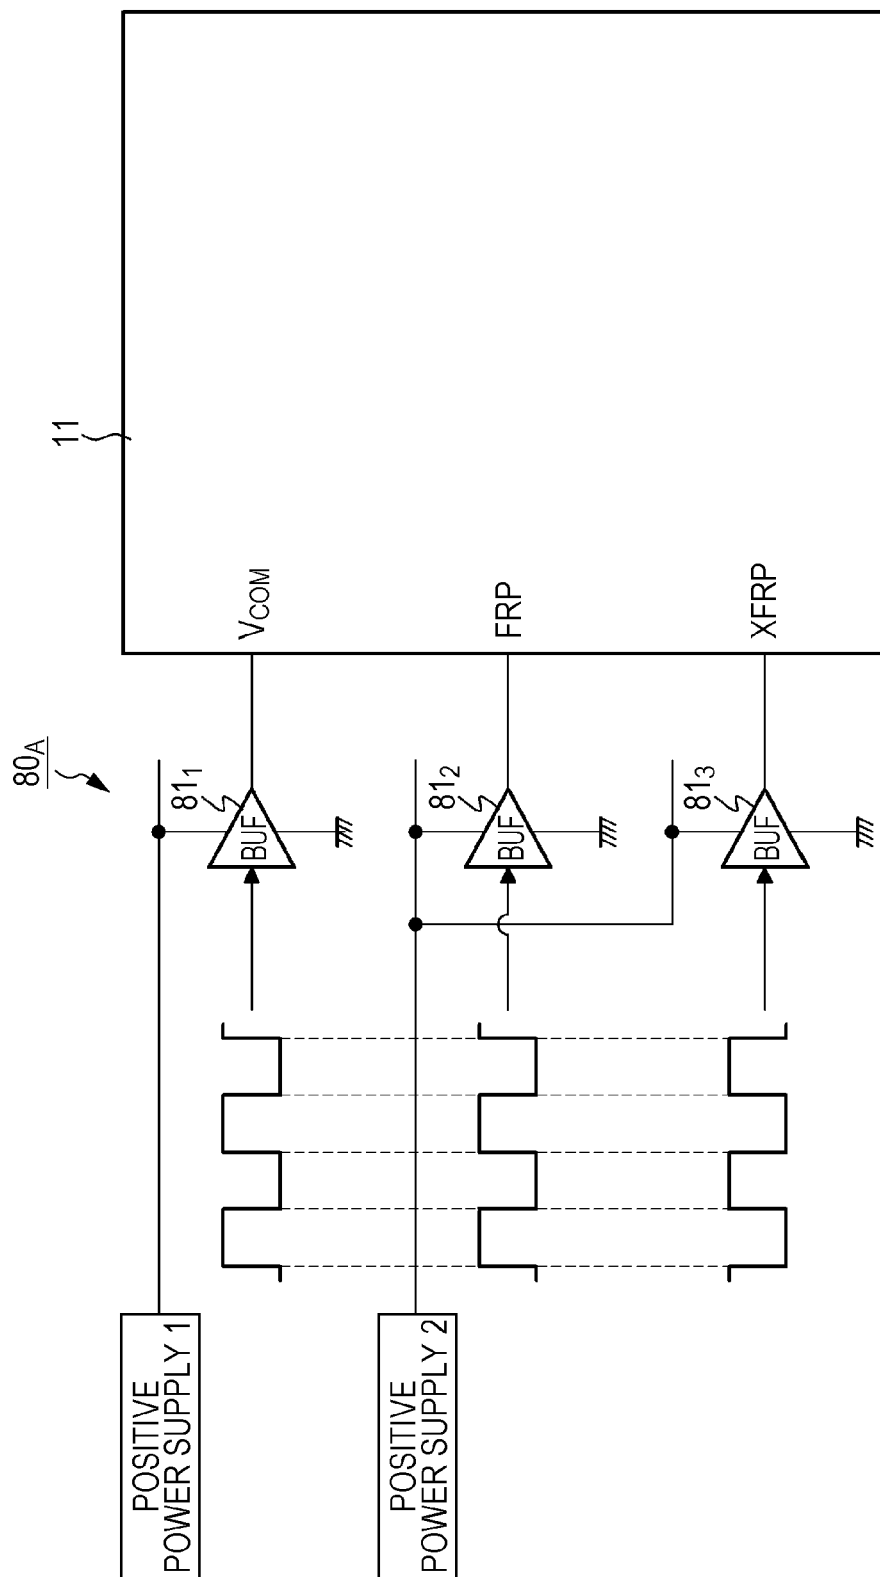 80A
11
POSITIVE
POWER SUPPLY 1
811
BUF
VCOM
POSITIVE
POWER SUPPLY 2
812
BUF
FRP
813
BUF
XFRP